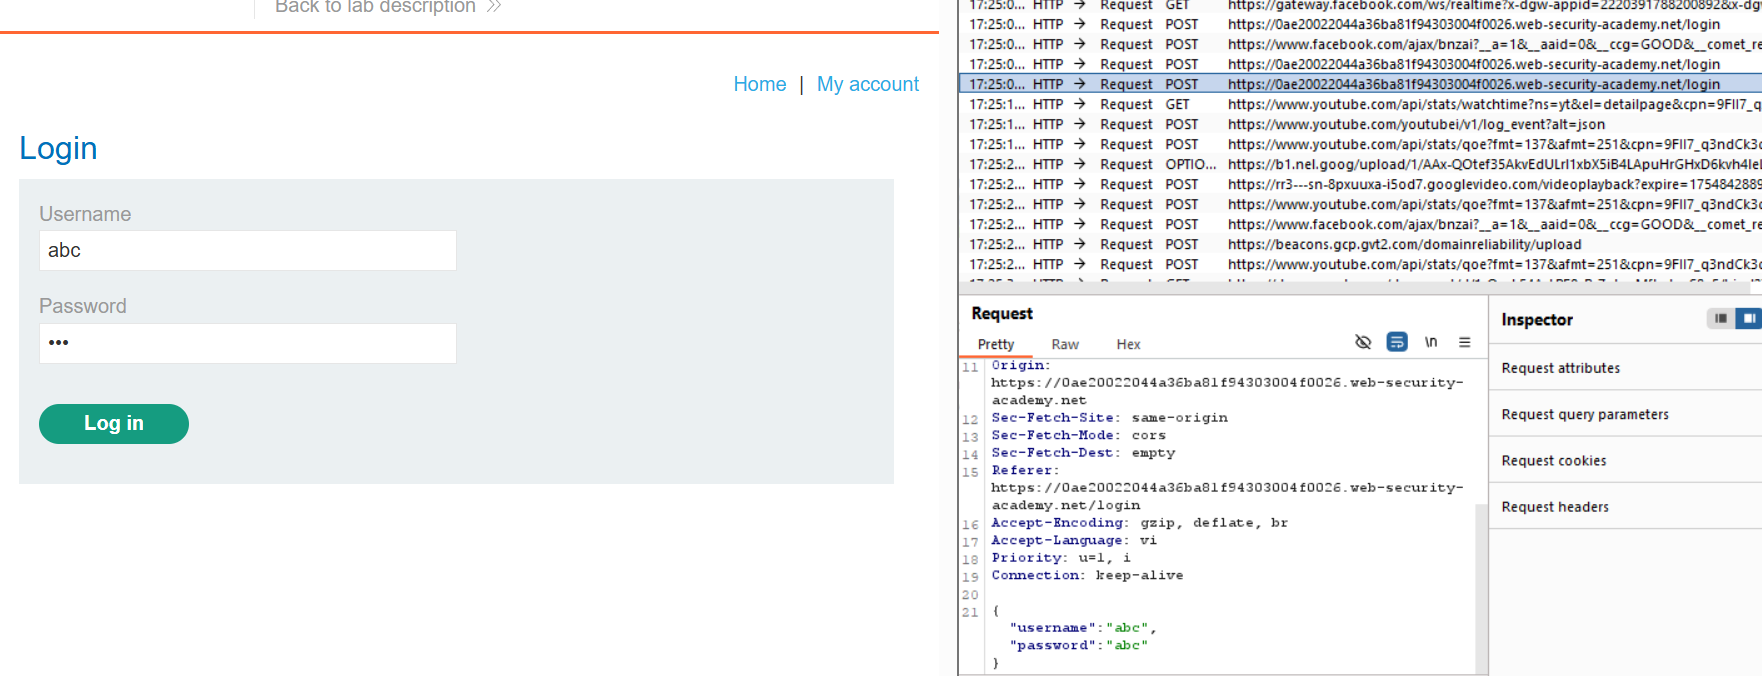 Back to lab description
Home | My account
Login
Username
abc
Password
•••
Log in
17:25:0... HTTP → Request GET https://gateway.facebook.com/ws/realtime?x-dgw-appid=2220391788200892&x-dg
17:25:0... HTTP → Request POST https://0ae20022044a36ba81f94303004f0026.web-security-academy.net/login
17:25:0... HTTP → Request POST https://www.facebook.com/ajax/bnzai?__a=1&__aaid=0&__ccg=GOOD&__comet_re
17:25:0... HTTP → Request POST https://0ae20022044a36ba81f94303004f0026.web-security-academy.net/login
17:25:0... HTTP → Request POST https://0ae20022044a36ba81f94303004f0026.web-security-academy.net/login
17:25:1... HTTP → Request GET https://www.youtube.com/api/stats/watchtime?ns=yt&el=detailpage&cpn=9FII7_q
17:25:1... HTTP → Request POST https://www.youtube.com/youtubei/v1/log_event?alt=json
17:25:1... HTTP → Request POST https://www.youtube.com/api/stats/qoe?fmt=137&afmt=251&cpn=9FII7_q3ndCk3c
17:25:2... HTTP → Request OPTIO... https://b1.nel.goog/upload/1/AAx-QOtef35AkvEdULrI1xbX5iB4LApuHrGHxD6kvh4Iel
17:25:2... HTTP → Request POST https://rr3---sn-8pxuuxa-i5od7.googlevideo.com/videoplayback?expire=1754842889
17:25:2... HTTP → Request POST https://www.youtube.com/api/stats/qoe?fmt=137&afmt=251&cpn=9FII7_q3ndCk3c
17:25:2... HTTP → Request POST https://www.facebook.com/ajax/bnzai?__a=1&__aaid=0&__ccg=GOOD&__comet_re
17:25:2... HTTP → Request POST https://beacons.gcp.gvt2.com/domainreliability/upload
17:25:2... HTTP → Request POST https://www.youtube.com/api/stats/qoe?fmt=137&afmt=251&cpn=9FII7_q3ndCk3c
Request
Pretty Raw Hex \n
11 Origin:
https://0ae20022044a36ba81f94303004f0026.web-security-
academy.net
12 Sec-Fetch-Site: same-origin
13 Sec-Fetch-Mode: cors
14 Sec-Fetch-Dest: empty
15 Referer:
https://0ae20022044a36ba81f94303004f0026.web-security-
academy.net/login
16 Accept-Encoding: gzip, deflate, br
17 Accept-Language: vi
18 Priority: u=1, i
19 Connection: keep-alive
20
21 {
"username":"abc",
"password":"abc"
}
Inspector
Request attributes
Request query parameters
Request cookies
Request headers